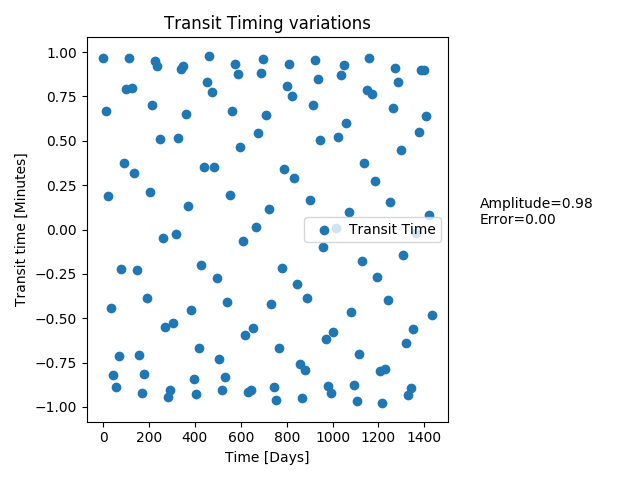 Transit Timing variations
Transit time [Minutes]
1.00
0.75
0.50
0.25
0.00
−0.25
−0.50
−0.75
−1.00
Transit Time
Amplitude=0.98
Error=0.00
0 200 400 600 800 1000 1200 1400
Time [Days]